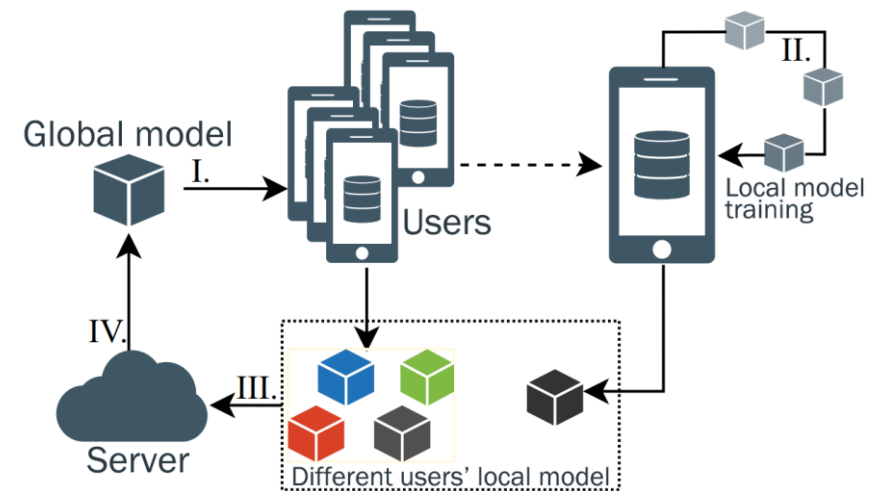 Global model
I.
Users
II.
Local model
training
IV.
III.
Server
Different users' local model